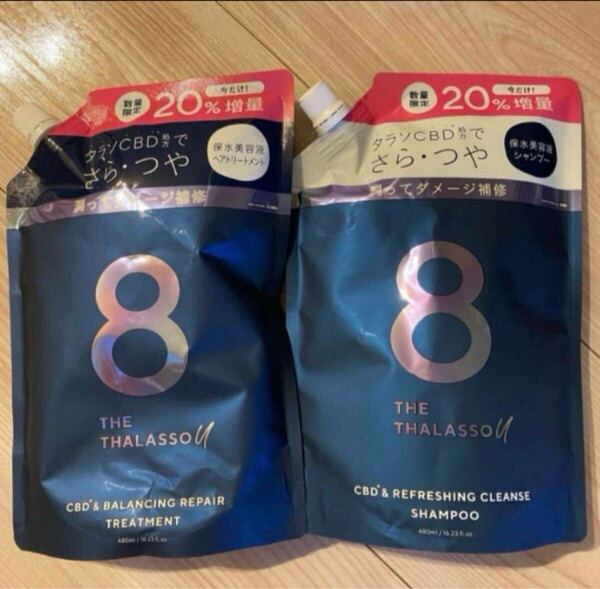 数量
限定
今だけ!
20%増量
タラソCBD処方で
さら・つや
保水美容液
ヘアトリートメント
潤ってダメージ補修
8
THE
THALASSO u
CBD* & BALANCING REPAIR
TREATMENT
480ml / 16.23 fl.oz.
数量
限定
今だけ!
20%増量
タラソCBD処方で
さら・つや
保水美容液
シャンプー
潤ってダメージ補修
8
THE
THALASSO u
CBD* & REFRESHING CLEANSE
SHAMPOO
480ml / 16.23 fl.oz.